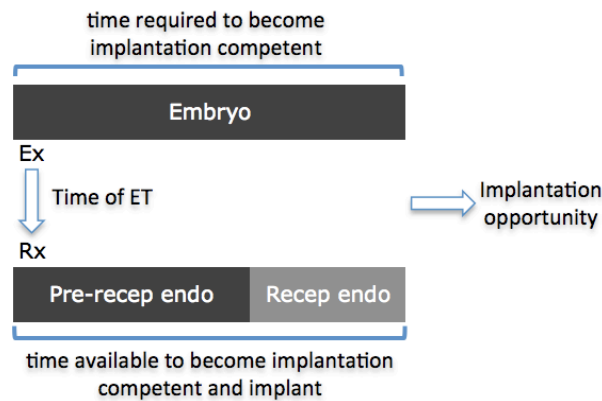 time required to become
implantation competent
Embryo
Ex
Time of ET
Implantation
opportunity
Rx
Pre-recep endo
Recep endo
time available to become implantation
competent and implant